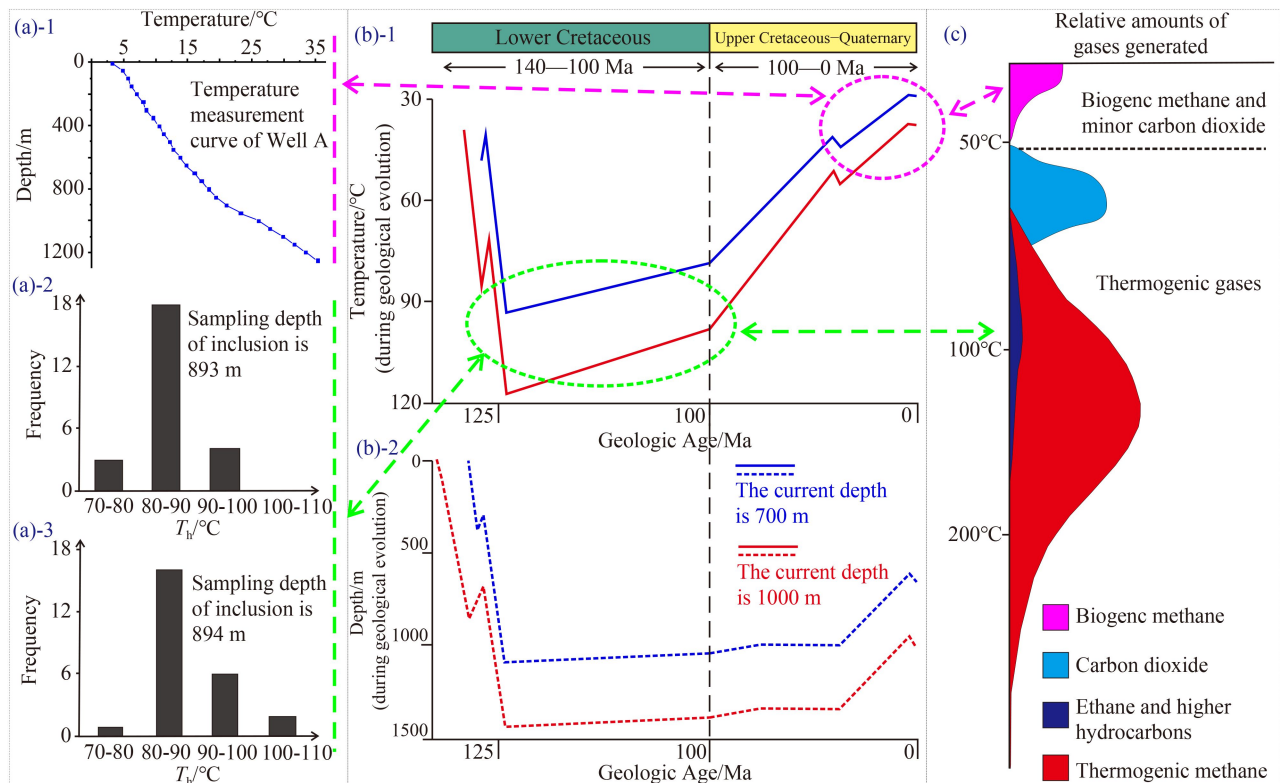 (a)-1
Temperature/°C
5 15 25 35
0
400
800
1200
Depth/m
Temperature
measurement
curve of Well A
(a)-2
18
12
6
0
Frequency
Sampling depth
of inclusion is
893 m
70-80 80-90 90-100 100-110
Th/°C
(a)-3
18
12
6
0
Frequency
Sampling depth
of inclusion is
894 m
70-80 80-90 90-100 100-110
Th/°C
(b)-1
Lower Cretaceous
Upper Cretaceous−Quaternary
140—100 Ma
100—0 Ma
30
60
90
120
Temperature/°C
(during geological evolution)
125 100 0
Geologic Age/Ma
(b)-2
0
500
1000
1500
Depth/m
(during geological evolution)
The current depth
is 700 m
The current depth
is 1000 m
125 100 0
Geologic Age/Ma
(c)
Relative amounts of
gases generated
Biogenc methane and
minor carbon dioxide
50°C
Thermogenic gases
100°C
200°C
Biogenc methane
Carbon dioxide
Ethane and higher
hydrocarbons
Thermogenic methane